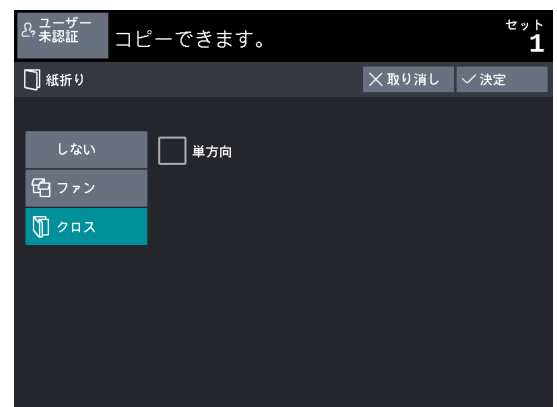 ユーザー
未認証
コピーできます。
セット
1
紙折り
取り消し
決定
しない
単方向
ファン
クロス